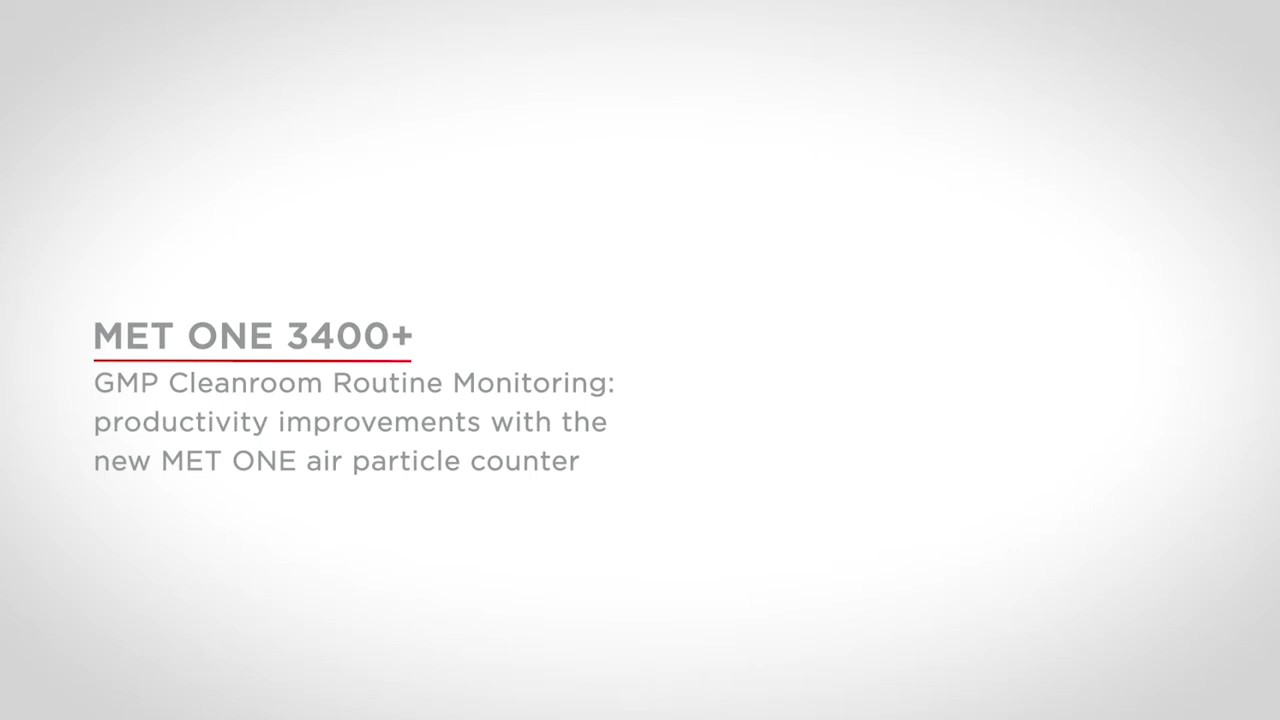 MET ONE 3400+
GMP Cleanroom Routine Monitoring:
productivity improvements with the
new MET ONE air particle counter